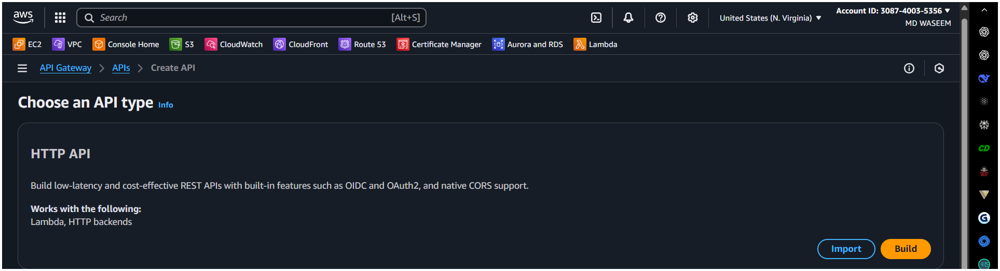 aws
Search [Alt+S]
United States (N. Virginia)
Account ID: 3087-4003-5356
MD WASEEM
EC2 VPC Console Home S3 CloudWatch CloudFront Route 53 Certificate Manager Aurora and RDS Lambda
API Gateway APIs Create API
Choose an API type Info
HTTP API
Build low-latency and cost-effective REST APIs with built-in features such as OIDC and OAuth2, and native CORS support.
Works with the following:
Lambda, HTTP backends
Import Build
CD